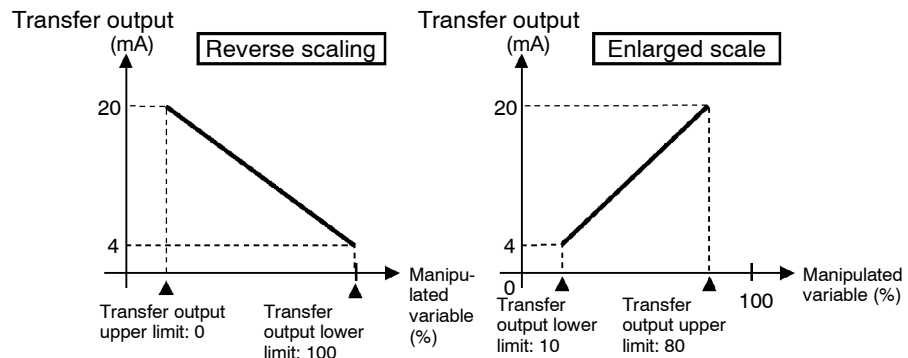 Transfer output
(mA)
Reverse scaling
20
4
Manipu-
lated
variable
(%)
Transfer output
upper limit: 0
Transfer
output lower
limit: 100
Transfer output
(mA)
Enlarged scale
20
4
0
100
Manipulated
variable (%)
Transfer
output lower
limit: 10
Transfer
output upper
limit: 80